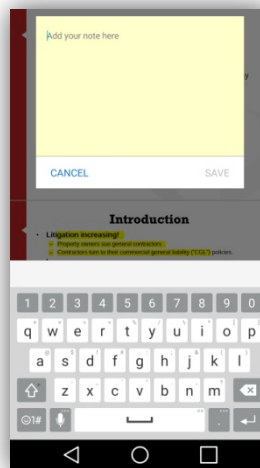 Add your note here
CANCEL SAVE
Introduction
• Litigation increasing!
Property owners sue general contractors.
Contractors turn to their commercial general liability ("CGL") policies.
1 2 3 4 5 6 7 8 9 0
q w e r t y u i o p
a s d f g h j k l
z x c v b n m
☺1# .